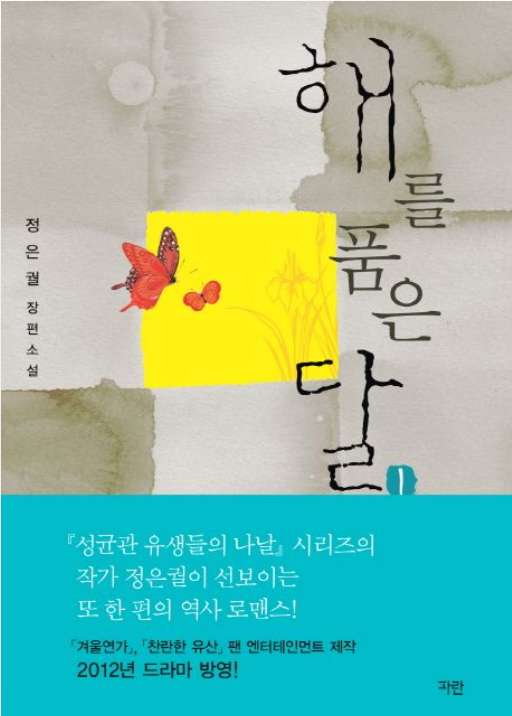 해를 품은 달
1
정은궐 장편소설
『성균관 유생들의 나날』 시리즈의
작가 정은궐이 선보이는
또 한 편의 역사 로맨스!
「겨울연가」, 「찬란한 유산」 팬 엔터테인먼트 제작
2012년 드라마 방영!
파란